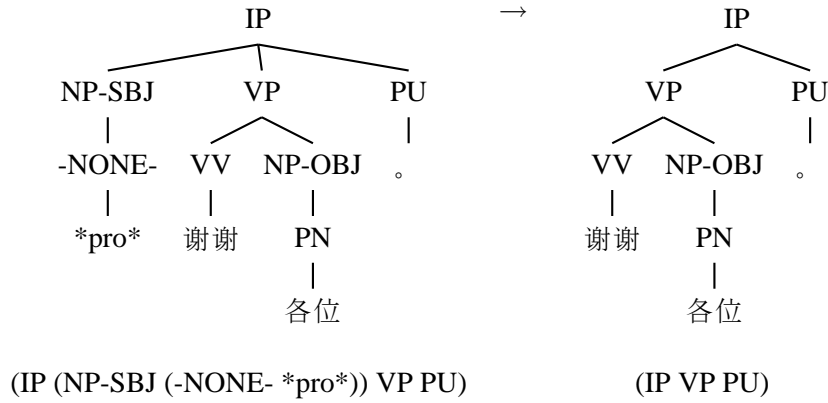 IP → IP
NP-SBJ VP PU VP PU
-NONE- VV NP-OBJ 。 VV NP-OBJ 。
*pro* 谢谢 PN 谢谢 PN
各位 各位
(IP (NP-SBJ (-NONE- *pro*)) VP PU) (IP VP PU)